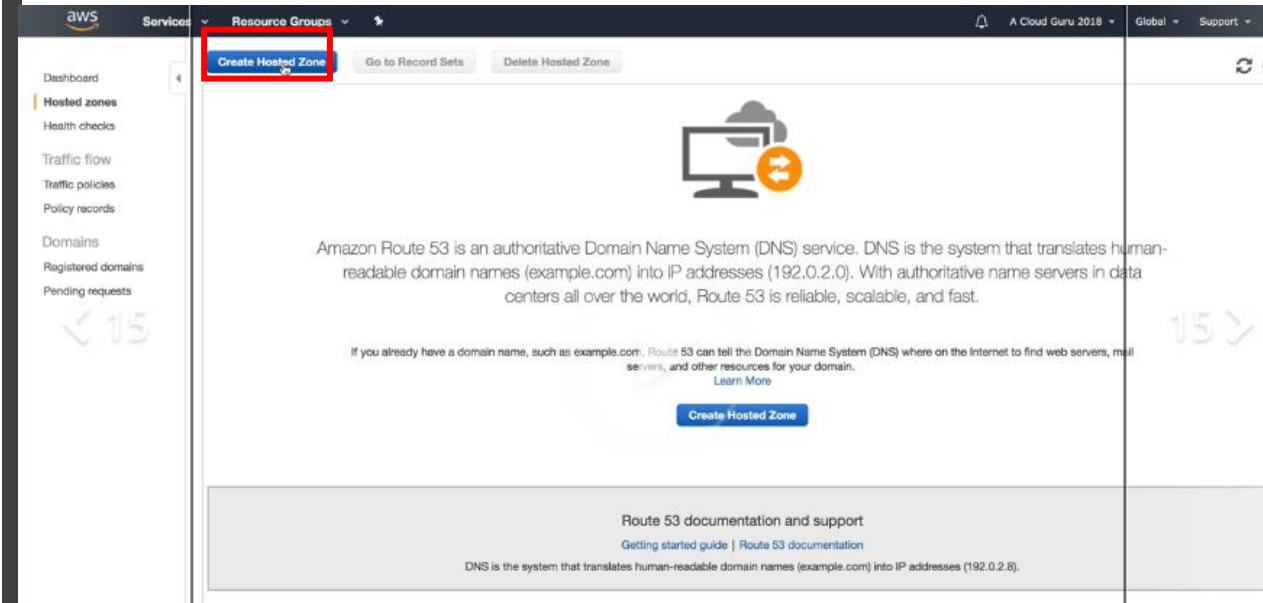 aws Services Resource Groups A Cloud Guru 2018 Global Support
Create Hosted Zone Go to Record Sets Delete Hosted Zone
Dashboard
Hosted zones
Health checks
Traffic flow
Traffic policies
Policy records
Domains
Registered domains
Pending requests
15
Amazon Route 53 is an authoritative Domain Name System (DNS) service. DNS is the system that translates human-
readable domain names (example.com) into IP addresses (192.0.2.0). With authoritative name servers in data
centers all over the world, Route 53 is reliable, scalable, and fast.
15
If you already have a domain name, such as example.com, Route 53 can tell the Domain Name System (DNS) where on the Internet to find web servers, mail
servers, and other resources for your domain.
Learn More
Create Hosted Zone
Route 53 documentation and support
Getting started guide | Route 53 documentation
DNS is the system that translates human-readable domain names (example.com) into IP addresses (192.0.2.8).